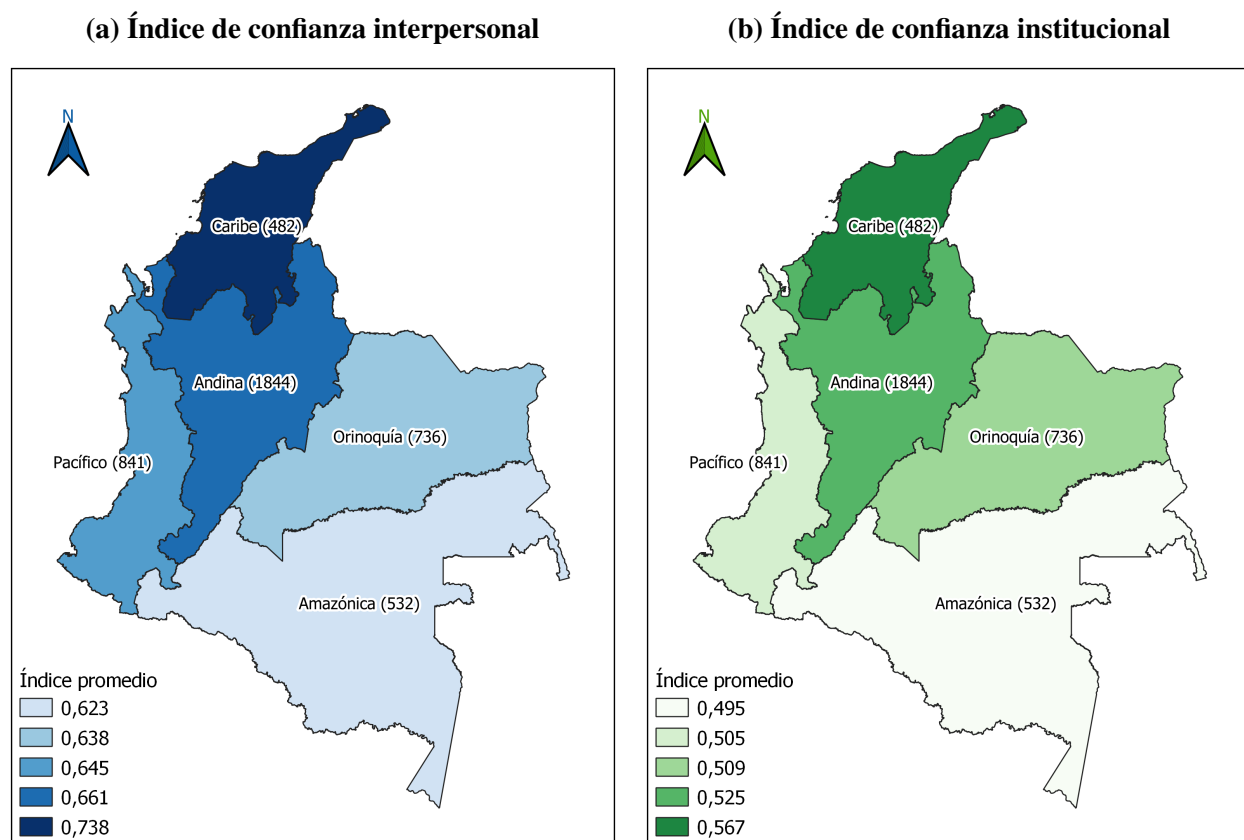 (a) Índice de confianza interpersonal
N
Caribe (482)
Andina (1844)
Orinoquía (736)
Pacífico (841)
Amazónica (532)
Índice promedio
0,623
0,638
0,645
0,661
0,738
(b) Índice de confianza institucional
N
Caribe (482)
Andina (1844)
Orinoquía (736)
Pacífico (841)
Amazónica (532)
Índice promedio
0,495
0,505
0,509
0,525
0,567